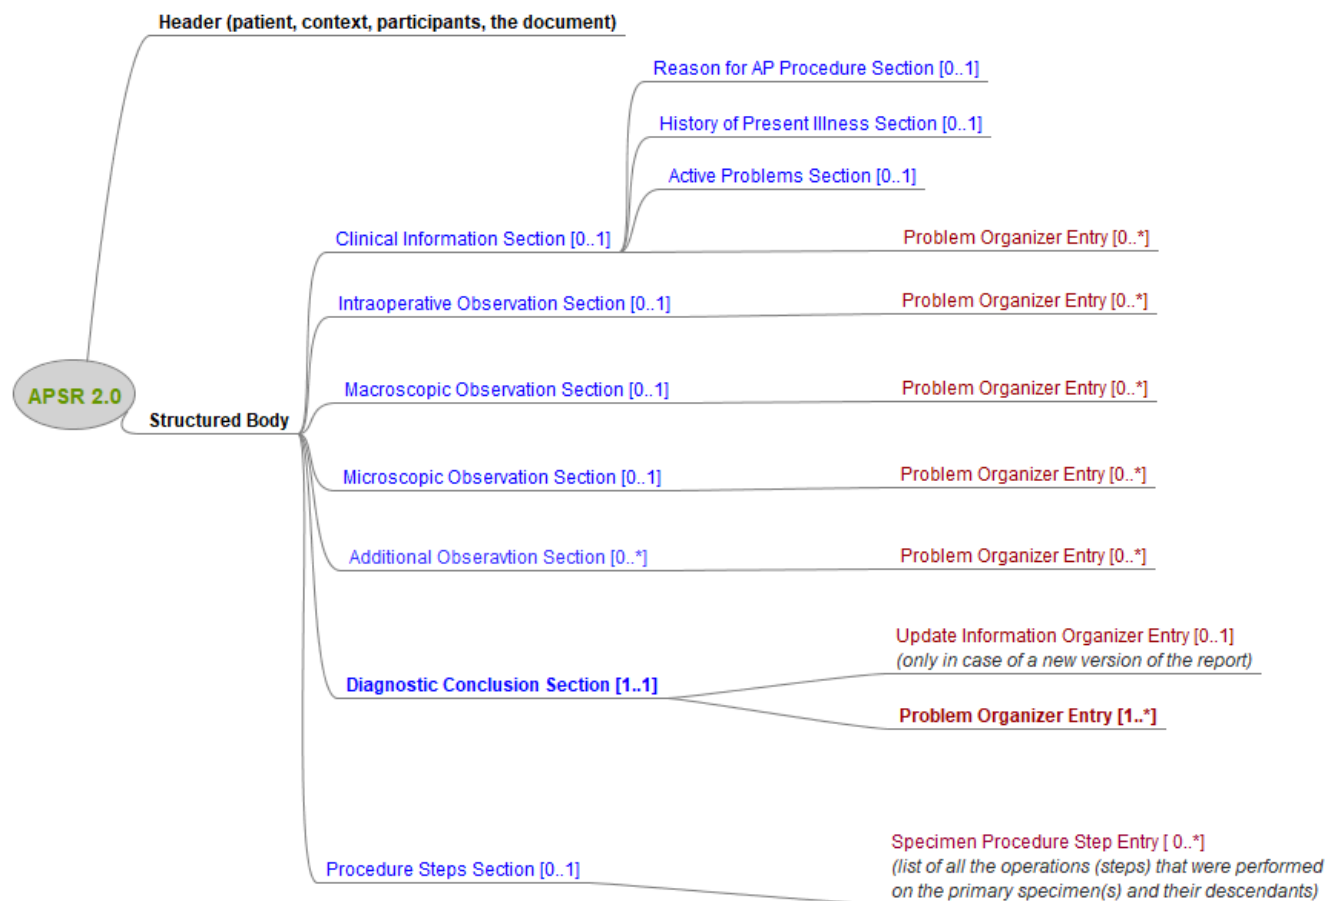 Header (patient, context, participants, the document)
Reason for AP Procedure Section [0..1]
History of Present Illness Section [0..1]
Active Problems Section [0..1]
Clinical Information Section [0..1]
Problem Organizer Entry [0..*]
Intraoperative Observation Section [0..1]
Problem Organizer Entry [0..*]
Macroscopic Observation Section [0..1]
Problem Organizer Entry [0..*]
APSR 2.0
Structured Body
Microscopic Observation Section [0..1]
Problem Organizer Entry [0..*]
Additional Obseravtion Section [0..*]
Problem Organizer Entry [0..*]
Update Information Organizer Entry [0..1]
(only in case of a new version of the report)
Diagnostic Conclusion Section [1..1]
Problem Organizer Entry [1..*]
Procedure Steps Section [0..1]
Specimen Procedure Step Entry [ 0..*]
(list of all the operations (steps) that were performed
on the primary specimen(s) and their descendants)